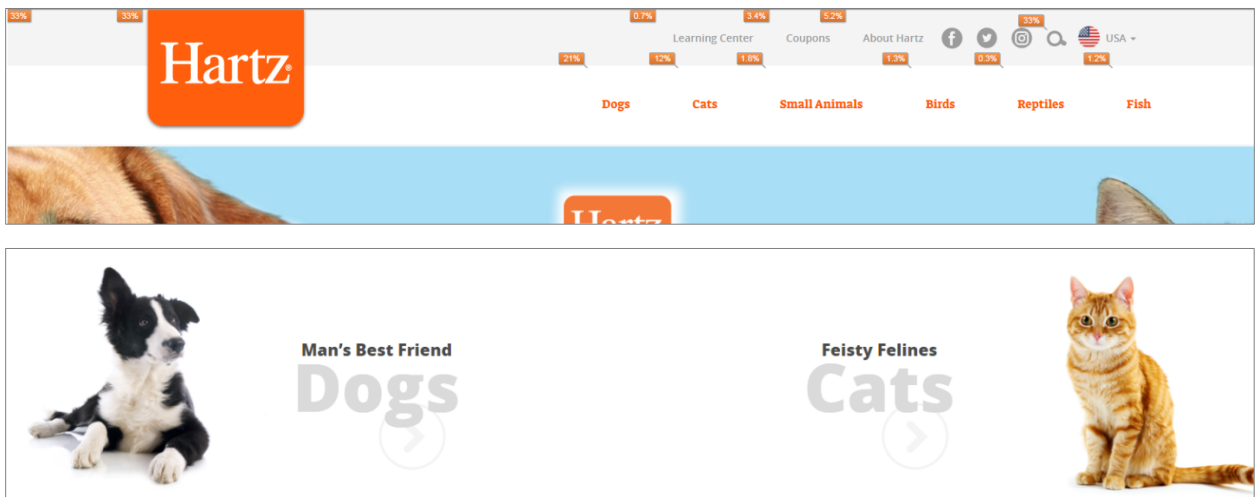 33% 33% 0.7% 3.4% 5.2% 33%
Hartz
Learning Center Coupons About Hartz USA
21% 12% 1.8% 1.3% 0.3% 1.2%
Dogs Cats Small Animals Birds Reptiles Fish
Hartz
Man's Best Friend
Dogs
Feisty Felines
Cats